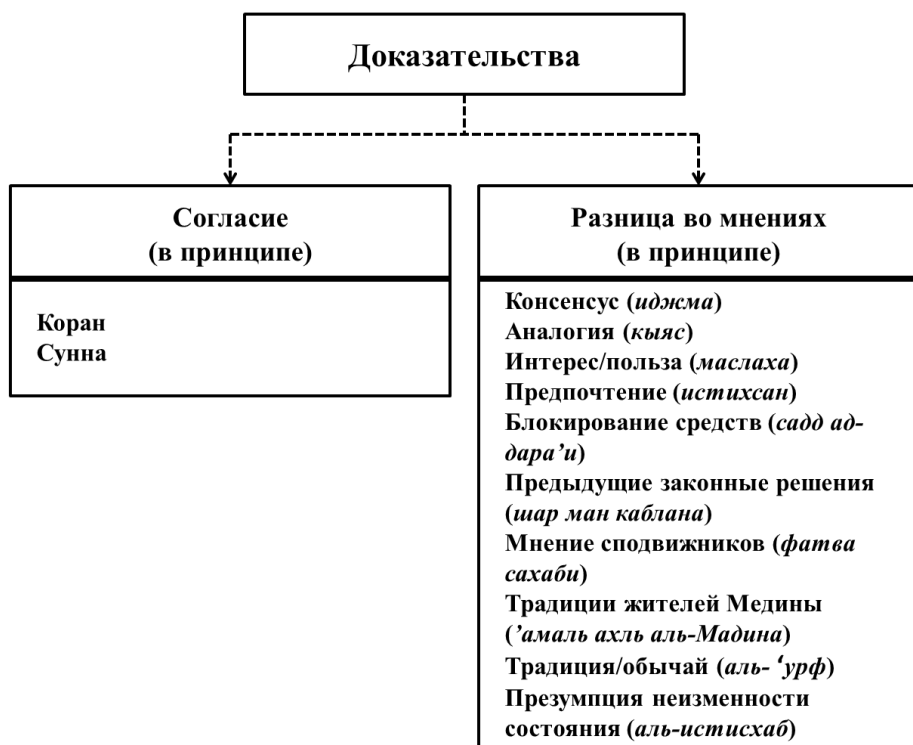 Доказательства
Согласие
(в принципе)
Коран
Сунна
Разница во мнениях
(в принципе)
Консенсус (иджма)
Аналогия (кыяс)
Интерес/польза (маслаха)
Предпочтение (истихсан)
Блокирование средств (садд ад-
дара’и)
Предыдущие законные решения
(шар ман каблана)
Мнение сподвижников (фатва
сахаби)
Традиции жителей Медины
(’амаль ахль аль-Мадина)
Традиция/обычай (аль- ‘урф)
Презумпция неизменности
состояния (аль-истисхаб)